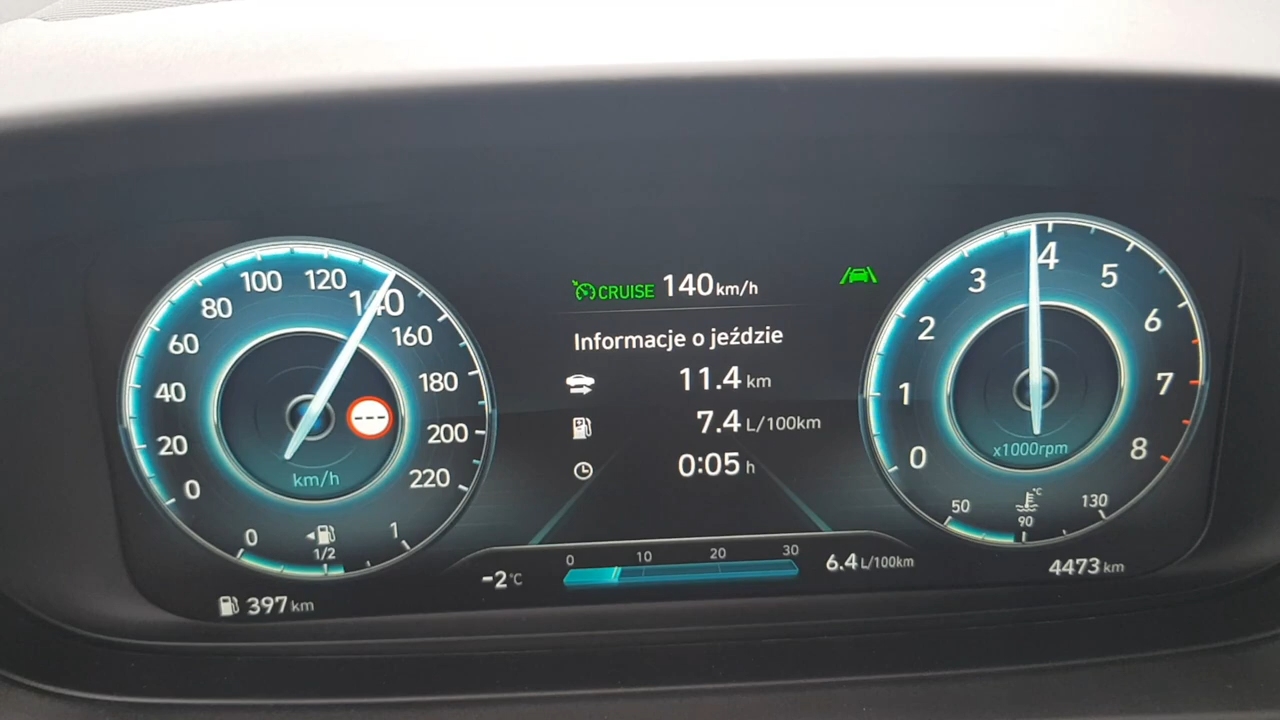 0
20
40
60
80
100
120
140
160
180
200
220
km/h
0
1/2
1
397 km
CRUISE 140 km/h
Informacje o jeździe
11.4 km
7.4 L/100km
0:05 h
-2°C
0 10 20 30
6.4 L/100km
0
1
2
3
4
5
6
7
8
x1000rpm
50
°C
90
130
4473 km